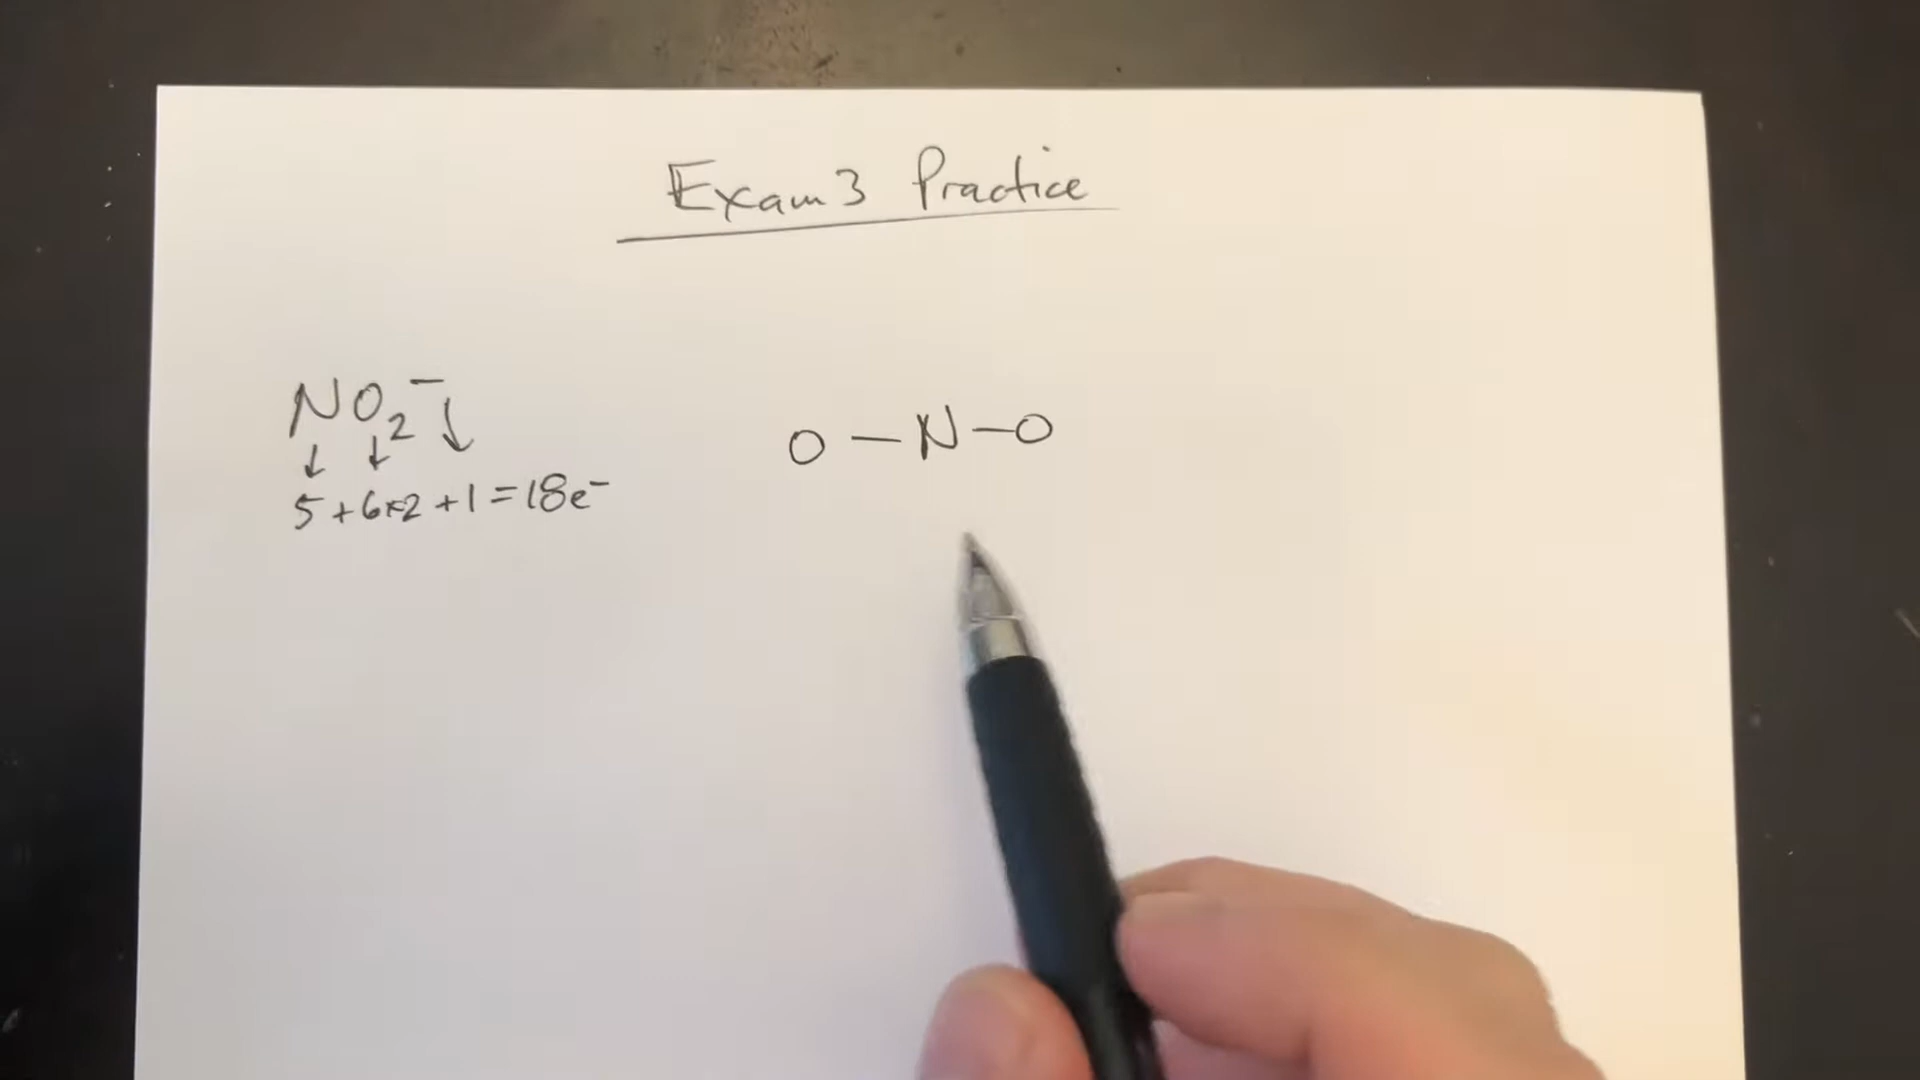 Exam 3 Practice
NO₂⁻
↓ ↓ ↓
5+6×2+1=18e⁻
O–N–O